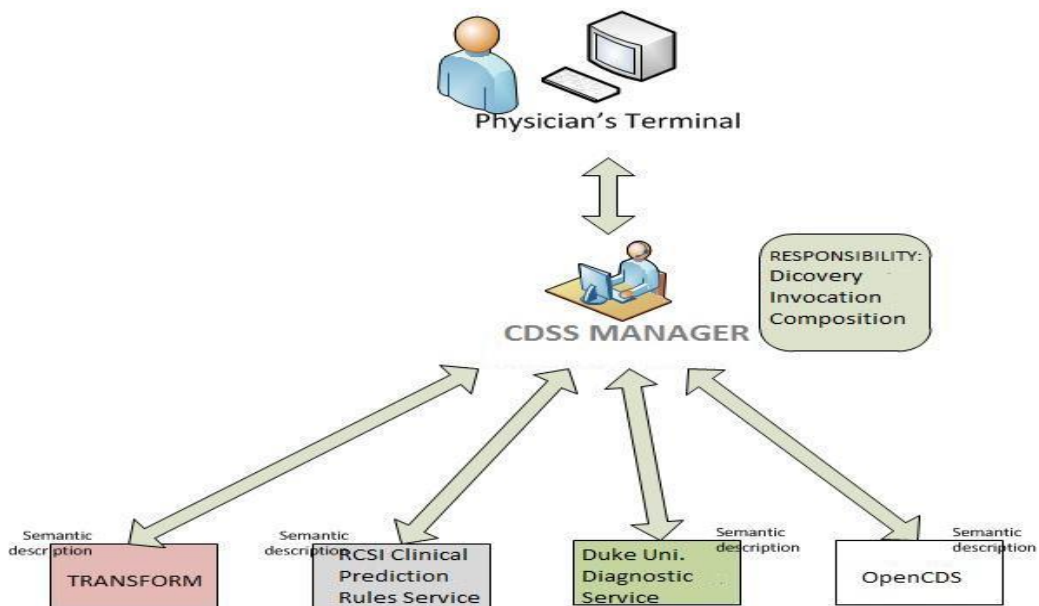 Physician's Terminal
RESPONSIBILITY:
Dicovery
Invocation
Composition
CDSS MANAGER
Semantic
description
TRANSFORM
Semantic
description
RCSI Clinical
Prediction
Rules Service
Duke Uni.
Diagnostic
Service
Semantic
description
OpenCDS
Semantic
description